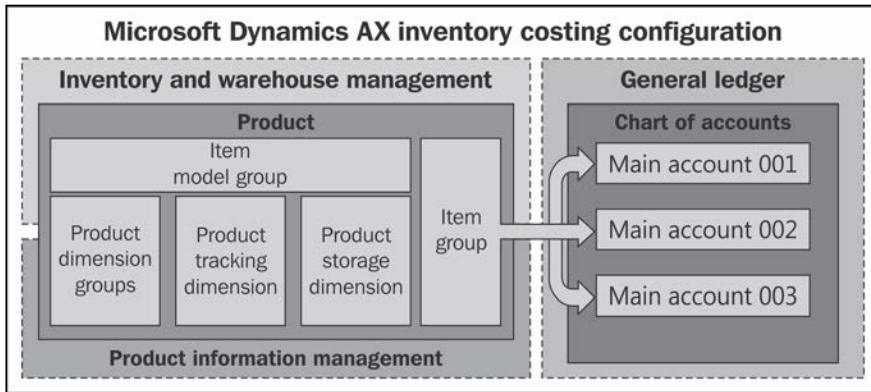 Microsoft Dynamics AX inventory costing configuration
Inventory and warehouse management
Product
Item
model group
Product
dimension
groups
Product
tracking
dimension
Product
storage
dimension
Item
group
Product information management
General ledger
Chart of accounts
Main account 001
Main account 002
Main account 003